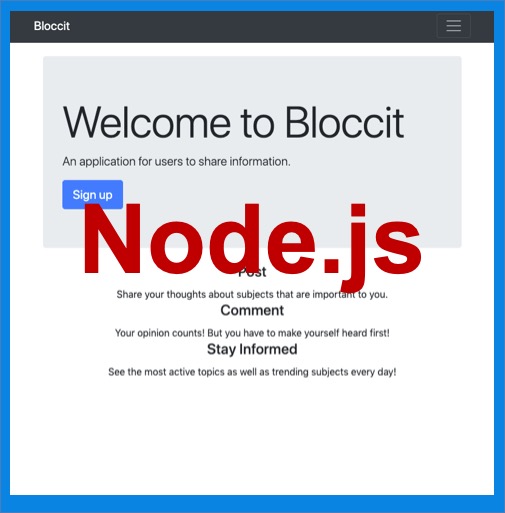 Bloccit
Welcome to Bloccit
An application for users to share information.
Sign up
Node.js
Post
Share your thoughts about subjects that are important to you.
Comment
Your opinion counts! But you have to make yourself heard first!
Stay Informed
See the most active topics as well as trending subjects every day!